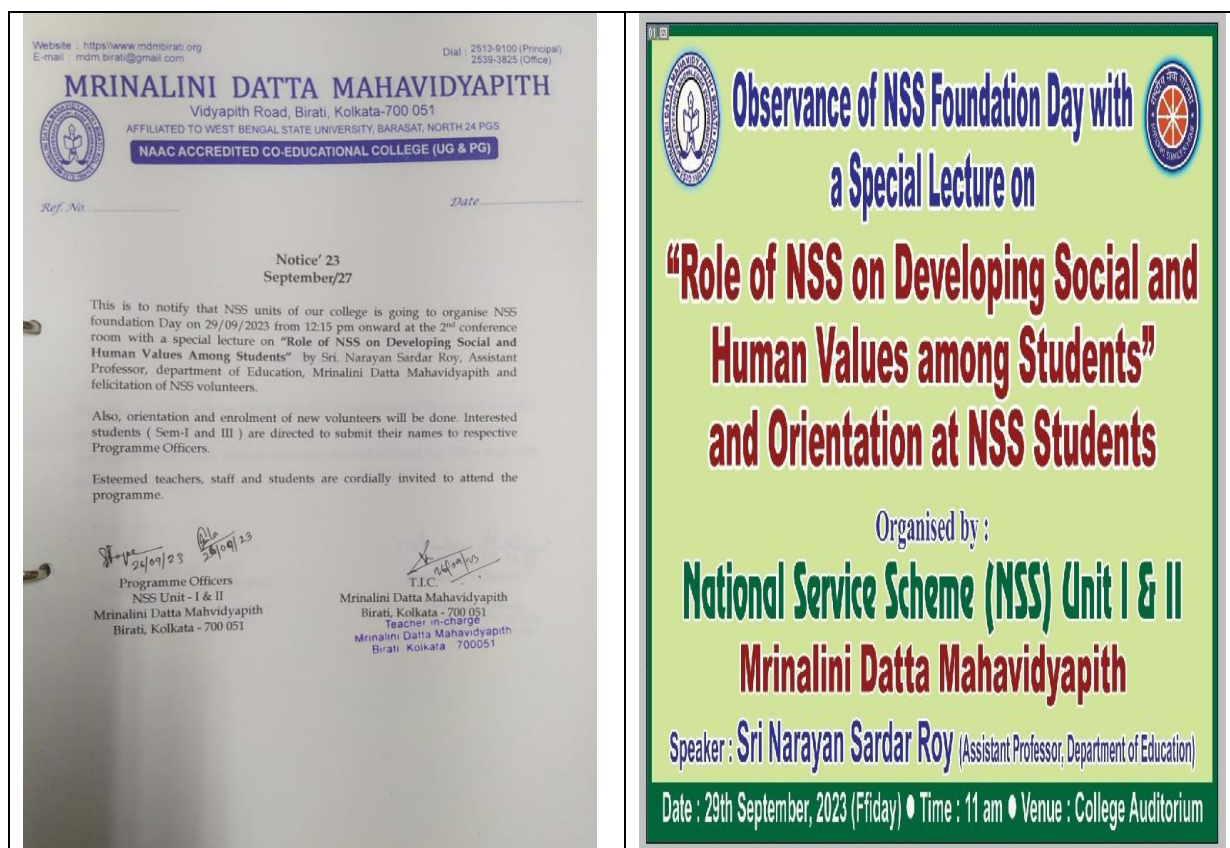 Website : https\\www.mdmbirati.org
E-mail : mdm.birati@gmail.com
Dial : 2513-9100 (Principal)
2539-3825 (Office)
MRINALINI DATTA MAHAVIDYAPITH
Vidyapith Road, Birati, Kolkata-700 051
AFFILIATED TO WEST BENGAL STATE UNIVERSITY, BARASAT, NORTH 24 PGS
NAAC ACCREDITED CO-EDUCATIONAL COLLEGE (UG & PG)
Ref. No.
Date
Notice' 23
September/27
This is to notify that NSS units of our college is going to organise NSS
foundation Day on 29/09/2023 from 12:15 pm onward at the 2nd conference
room with a special lecture on "Role of NSS on Developing Social and
Human Values Among Students" by Sri. Narayan Sardar Roy, Assistant
Professor, department of Education, Mrinalini Datta Mahavidyapith and
felicitation of NSS volunteers.
Also, orientation and enrolment of new volunteers will be done. Interested
students ( Sem-I and III ) are directed to submit their names to respective
Programme Officers.
Esteemed teachers, staff and students are cordially invited to attend the
programme.
26/09/23
26/09/23
Programme Officers
NSS Unit - I & II
Mrinalini Datta Mahvidyapith
Birati, Kolkata - 700 051
26/09/23
T.I.C.
Mrinalini Datta Mahavidyapith
Birati, Kolkata - 700 051
Teacher in-charge
Mrinalini Datta Mahavidyapith
Birati Kolkata 700051
01
Observance of NSS Foundation Day with
a Special Lecture on
“Role of NSS on Developing Social and
Human Values among Students”
and Orientation at NSS Students
Organised by :
National Service Scheme (NSS) Unit I & II
Mrinalini Datta Mahavidyapith
Speaker : Sri Narayan Sardar Roy (Assistant Professor, Department of Education)
Date : 29th September, 2023 (Ffiday) ● Time : 11 am ● Venue : College Auditorium